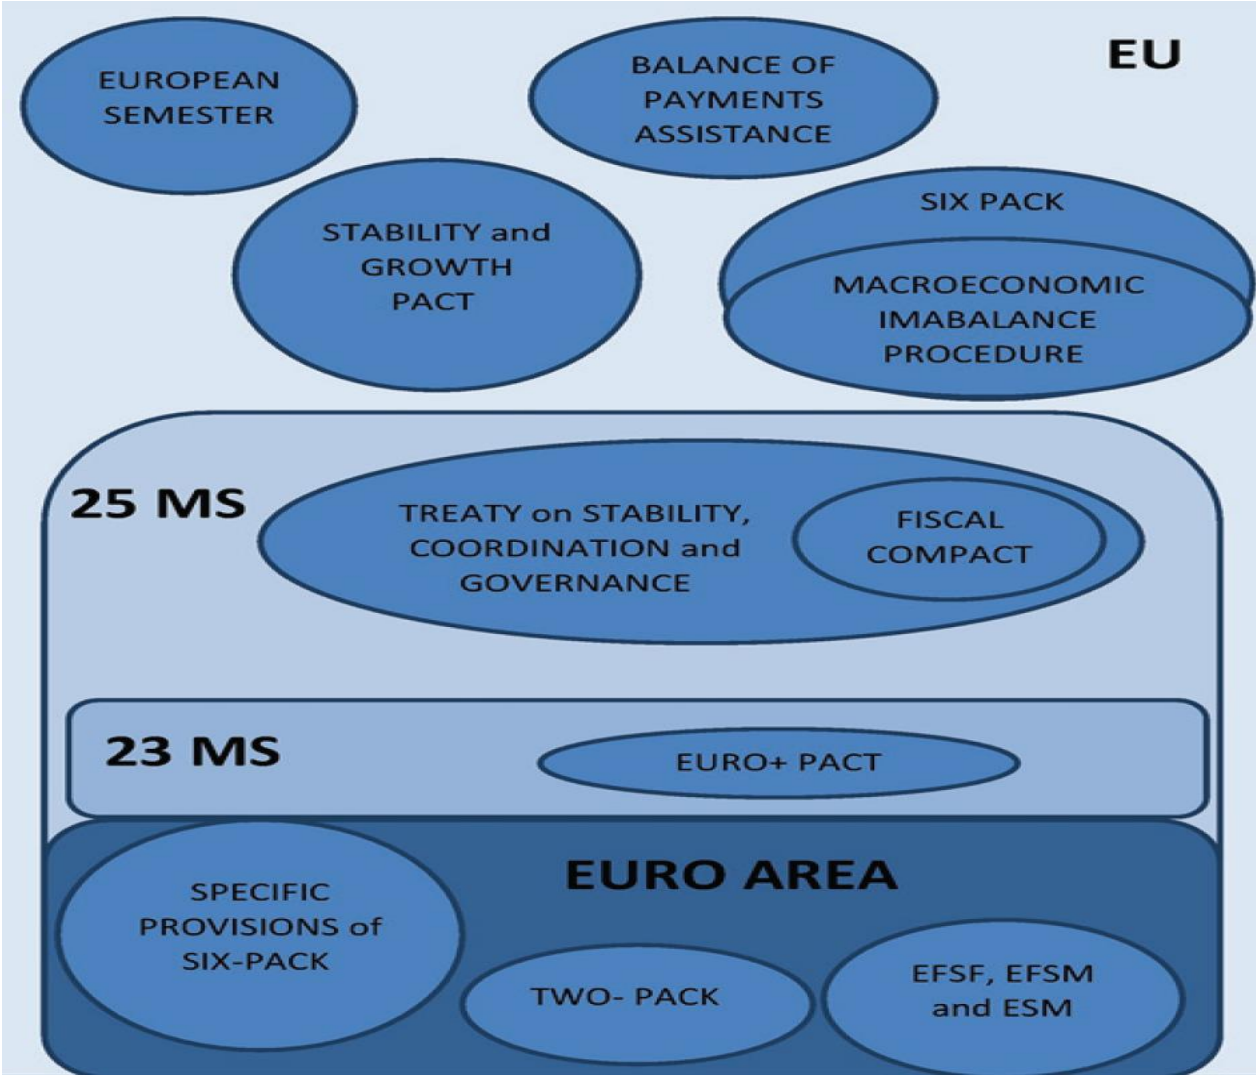 EU
EUROPEAN
SEMESTER
BALANCE OF
PAYMENTS
ASSISTANCE
STABILITY and
GROWTH
PACT
SIX PACK
MACROECONOMIC
IMABALANCE
PROCEDURE
25 MS
TREATY on STABILITY,
COORDINATION and
GOVERNANCE
FISCAL
COMPACT
23 MS
EURO+ PACT
EURO AREA
SPECIFIC
PROVISIONS of
SIX-PACK
TWO- PACK
EFSF, EFSM
and ESM